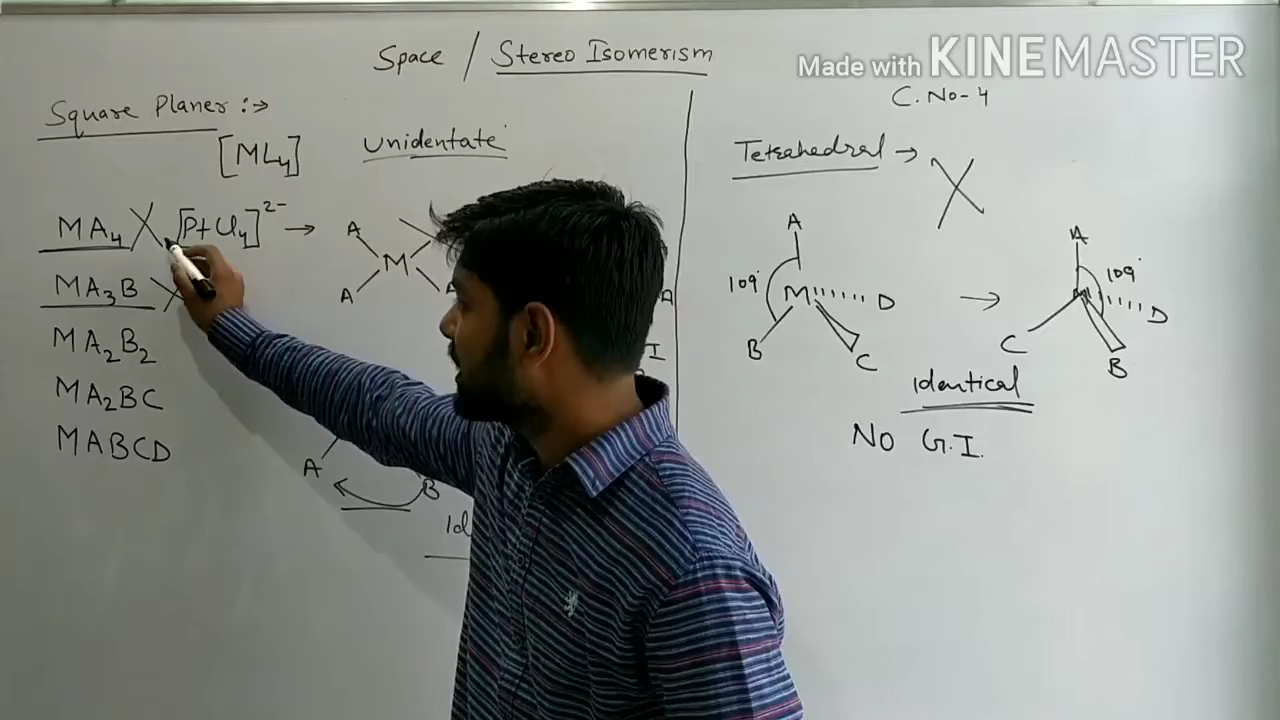 Space / Stereo Isomerism
Made with KINEMASTER
C. No-4
Square Planer :→
[ML4]
Unidentate
MA4 X [PtCl4]2- →
A
M
A
A
MA3B X
MA2B2
MA2BC
MABCD
A
B
Id
A
I
Tetrahedral → X
A
109°
M
D
B
C
→
A
109°
M
D
C
B
Identical
No G.I.